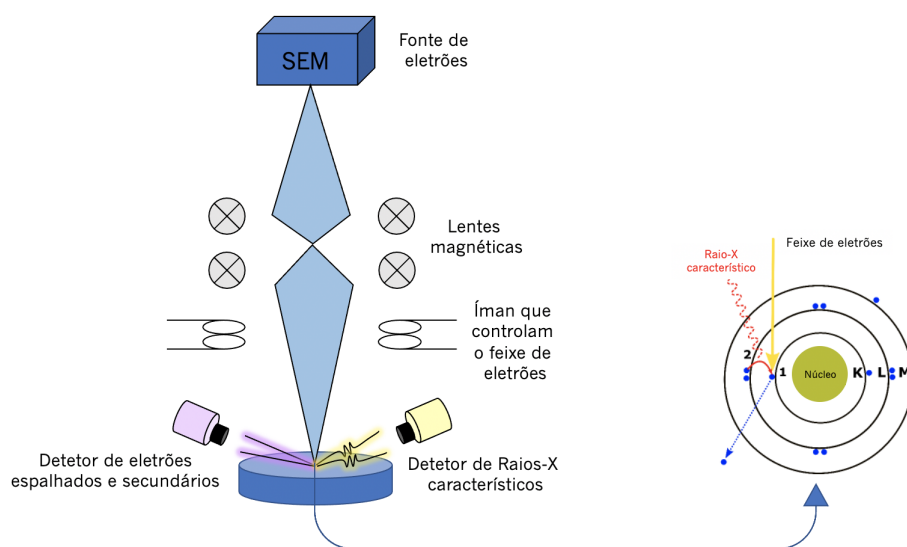 SEM
Fonte de
eletrões
Lentes
magnéticas
Íman que
controlam
o feixe de
eletrões
Detetor de eletrões
espalhados e secundários
Detetor de Raios-X
característicos
Feixe de eletrões
Raio-X
característico
2
1
Núcleo
K
L
M